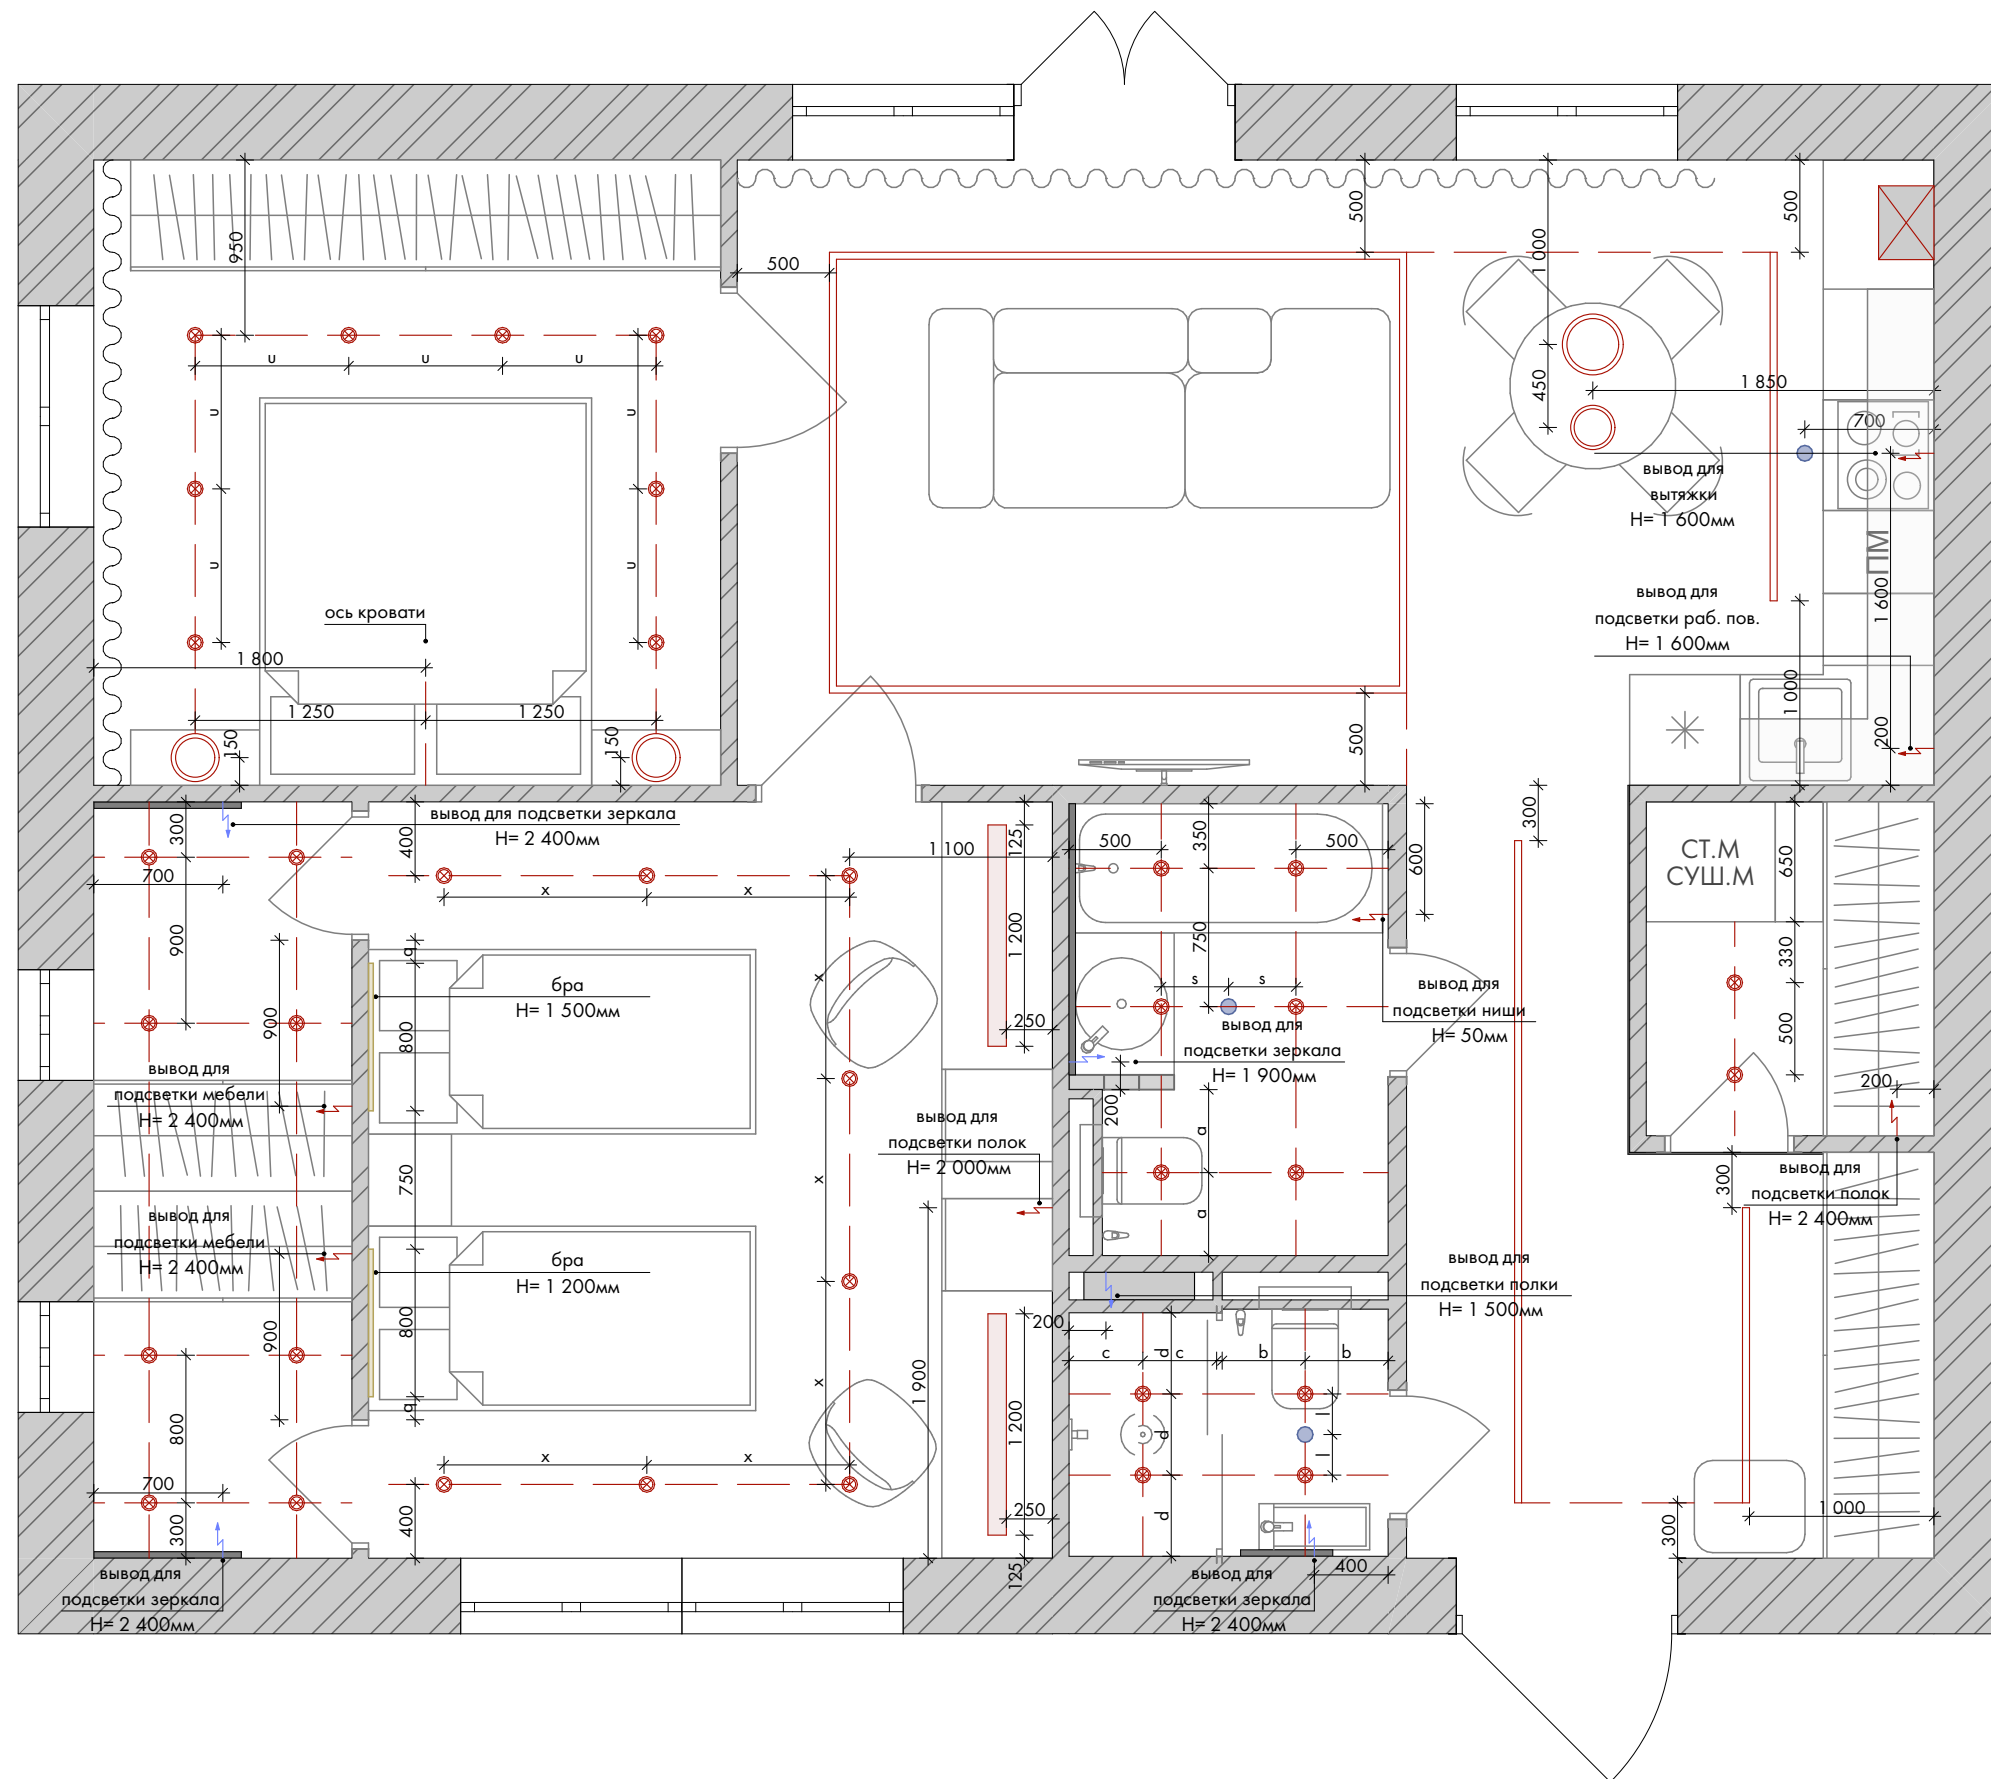 500
500
950
1 000
500
u
u
u
450
1 850
700
u
u
вывод для
вытяжки
H= 1 600мм
ПМ
u
u
вывод для
подсветки раб. пов.
H= 1 600мм
1 600
ось кровати
1 800
1 000
1 250
1 250
150
150
500
200
вывод для подсветки зеркала
H= 2 400мм
300
400
1 100
125
500
350
500
600
300
СТ.М
СУШ.М
650
700
x
x
900
1 200
750
330
q
x
бра
H= 1 500мм
900
800
250
s
s
вывод для
подсветки ниши
H= 50мм
500
вывод для
подсветки зеркала
H= 1 900мм
вывод для
подсветки мебели
H= 2 400мм
200
200
вывод для
подсветки полок
H= 2 000мм
a
750
x
300
вывод для
подсветки полок
H= 2 400мм
a
вывод для
подсветки мебели
H= 2 400мм
бра
H= 1 200мм
вывод для
подсветки полки
H= 1 500мм
900
800
200
c
c
d
b
b
x
1 900
q
800
1 200
d
l
l
x
x
700
300
400
250
d
300
1 000
125
вывод для
подсветки зеркала
H= 2 400мм
вывод для
подсветки зеркала
H= 2 400мм
400